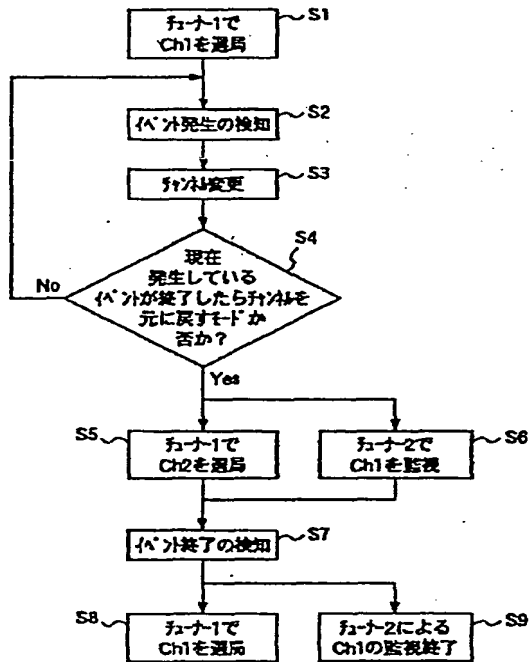 チューナー1で
Ch1を選局
S1
イベント発生の検知
S2
チャンネル変更
S3
現在
発生している
イベントが終了したらチャンネルを
元に戻すモードか
否か？
S4
No
Yes
S5
チューナー1で
Ch2を選局
チューナー2で
Ch1を監視
S6
イベント終了の検知
S7
S8
チューナー1で
Ch1を選局
チューナー2による
Ch1の監視終了
S9